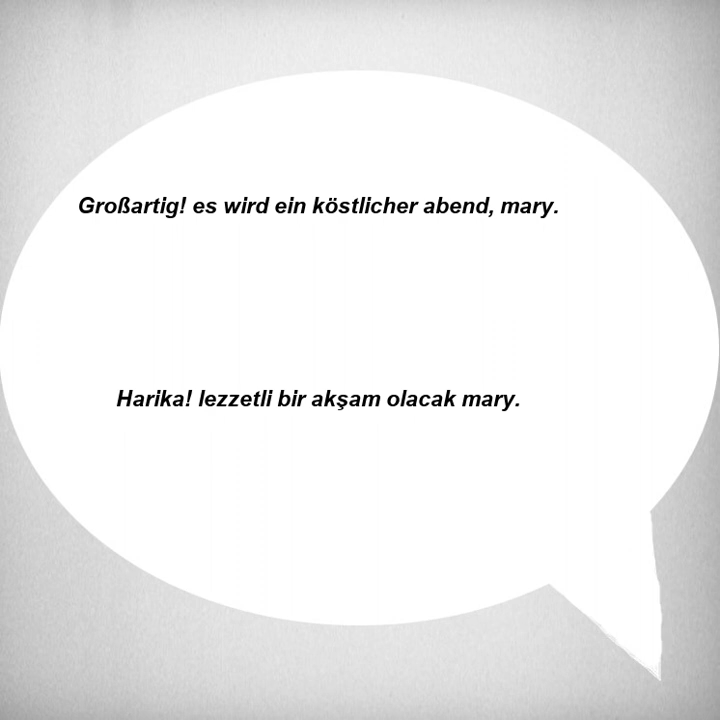 Großartig! es wird ein köstlicher abend, mary.
Harika! lezzetli bir akşam olacak mary.